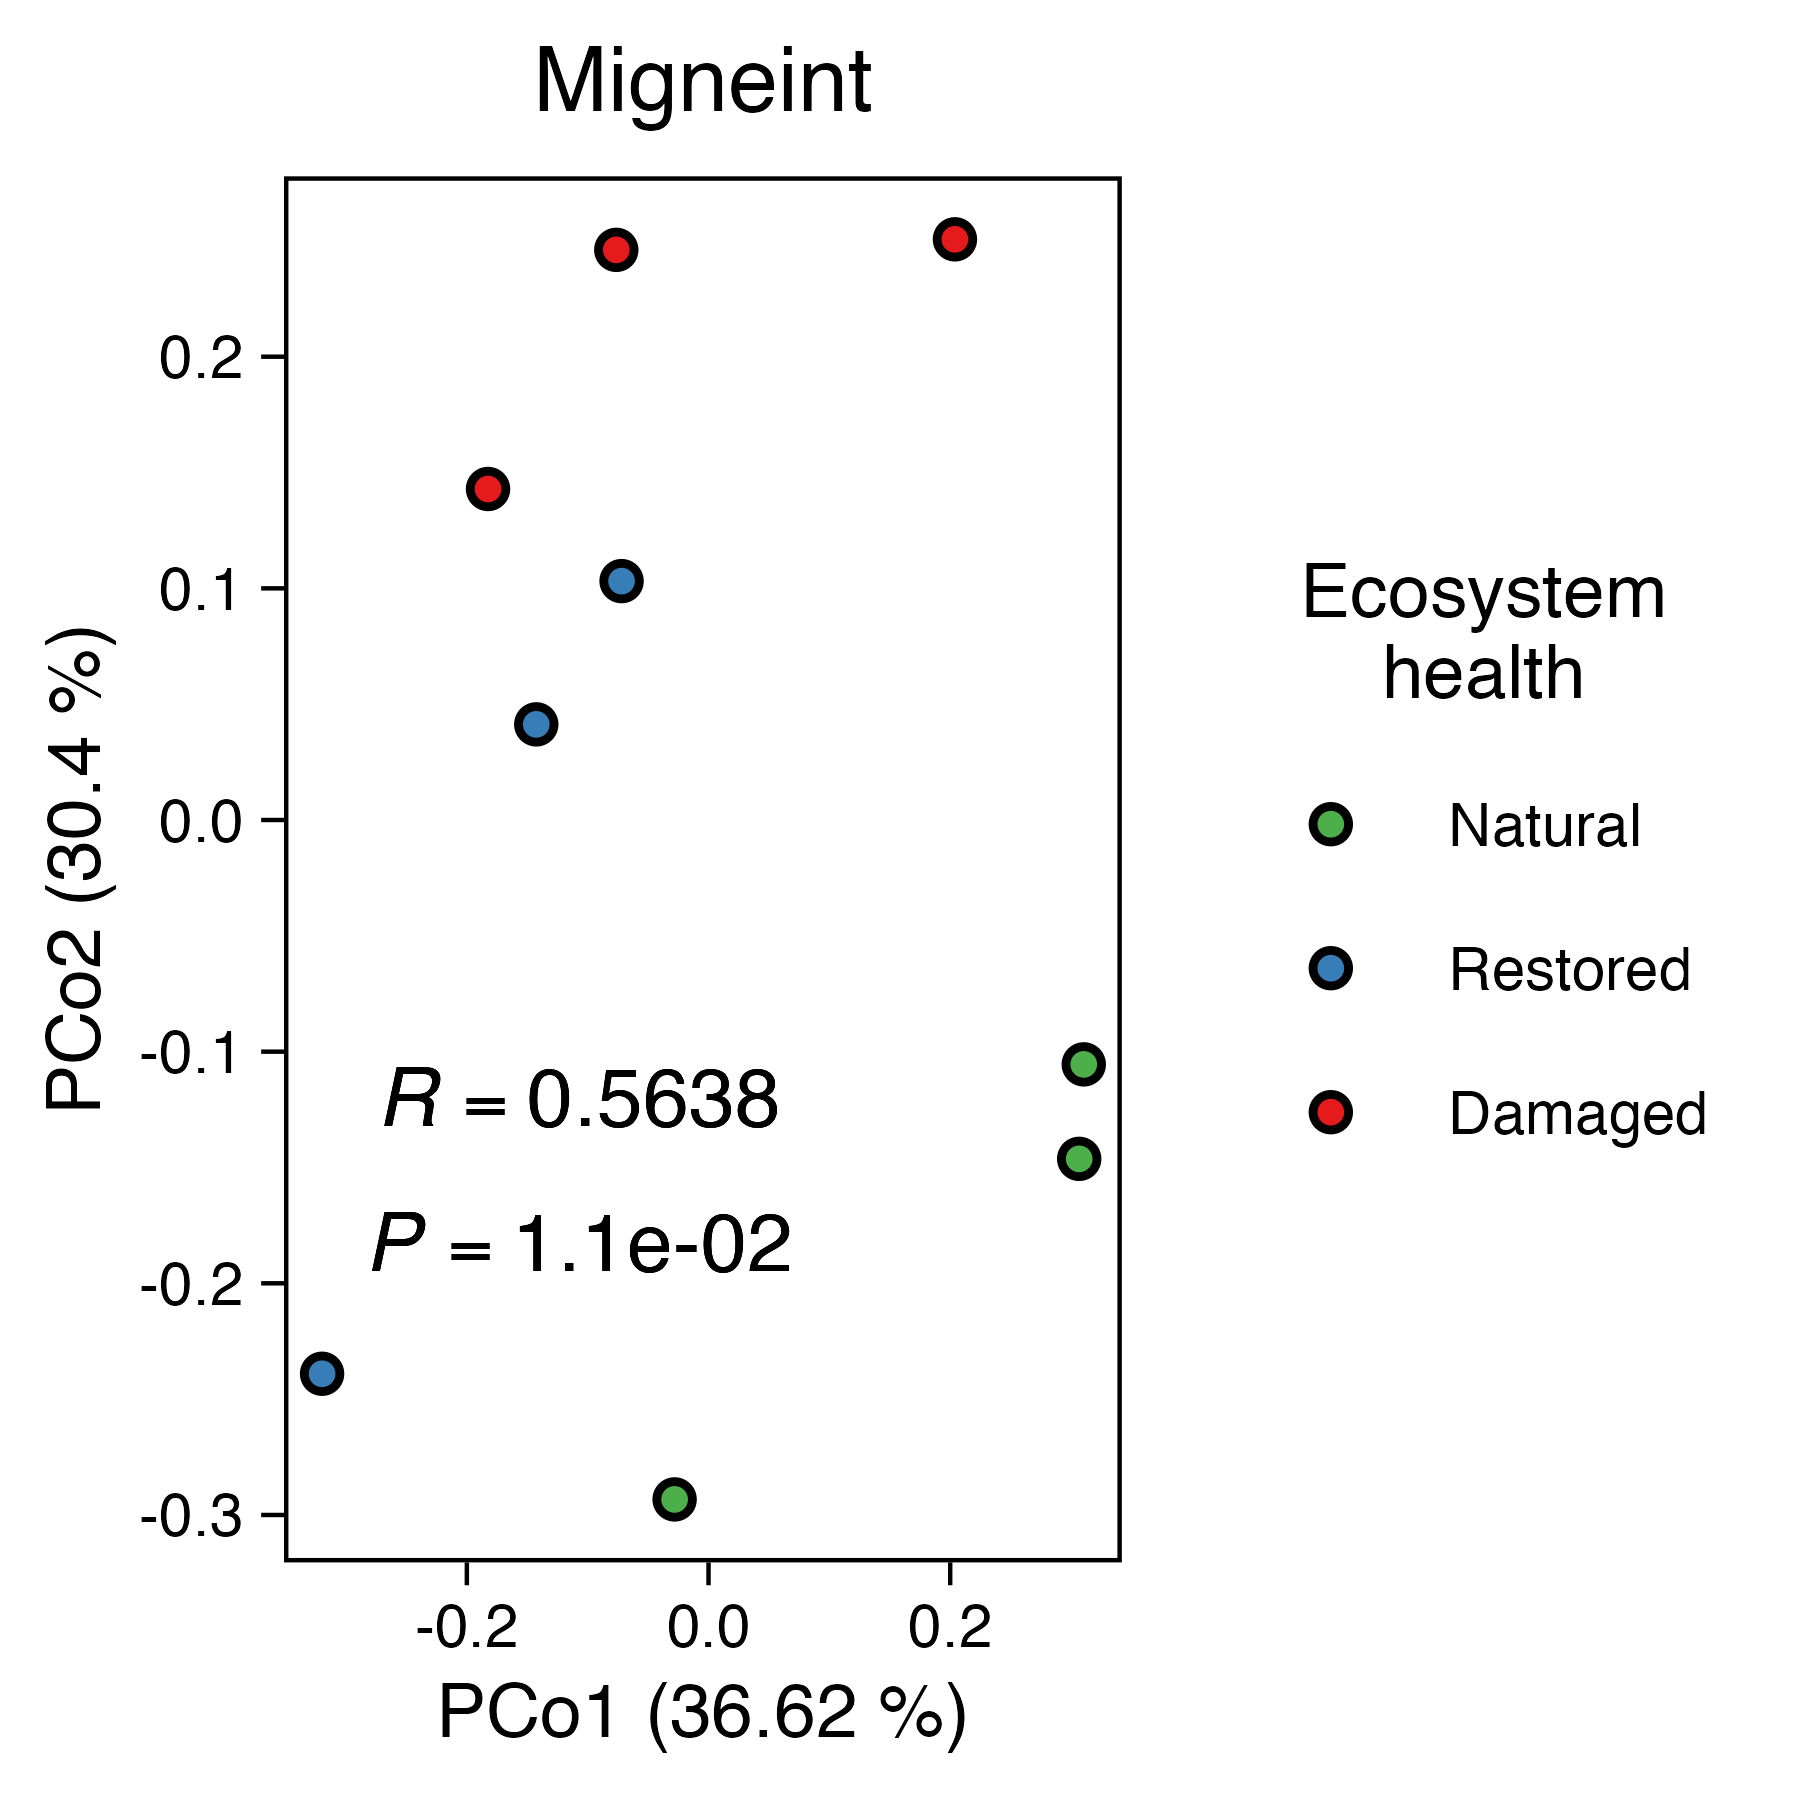 Migneint
0.2
0.1
0.0
-0.1
-0.2
-0.3
PCo2 (30.4 %)
R = 0.5638
P = 1.1e-02
-0.2 0.0 0.2
PCo1 (36.62 %)
Ecosystem
health
Natural
Restored
Damaged